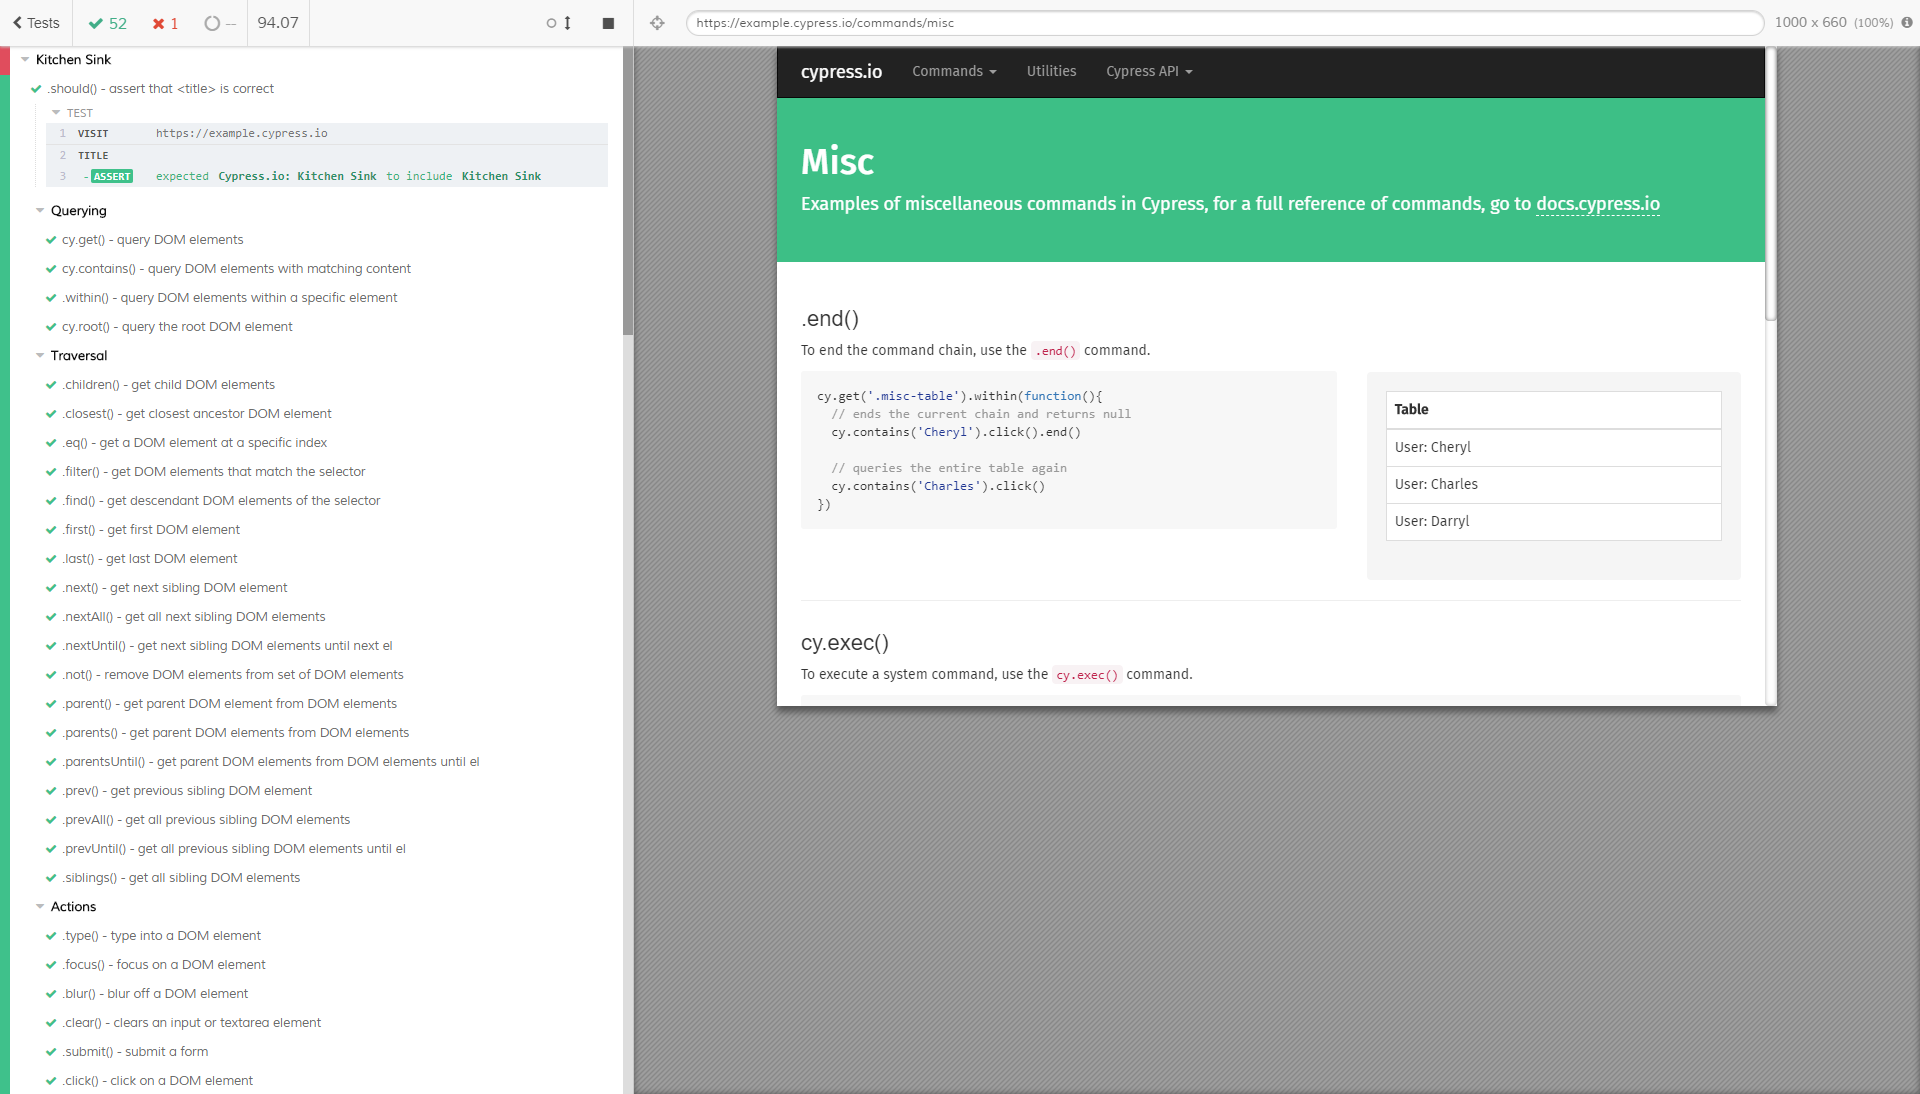 Tests 52 1 -- 94.07
Kitchen Sink
.should() - assert that <title> is correct
TEST
1 VISIT https://example.cypress.io
2 TITLE
3 - ASSERT expected Cypress.io: Kitchen Sink to include Kitchen Sink
Querying
cy.get() - query DOM elements
cy.contains() - query DOM elements with matching content
.within() - query DOM elements within a specific element
cy.root() - query the root DOM element
Traversal
.children() - get child DOM elements
.closest() - get closest ancestor DOM element
.eq() - get a DOM element at a specific index
.filter() - get DOM elements that match the selector
.find() - get descendant DOM elements of the selector
.first() - get first DOM element
.last() - get last DOM element
.next() - get next sibling DOM element
.nextAll() - get all next sibling DOM elements
.nextUntil() - get next sibling DOM elements until next el
.not() - remove DOM elements from set of DOM elements
.parent() - get parent DOM element from DOM elements
.parents() - get parent DOM elements from DOM elements
.parentsUntil() - get parent DOM elements from DOM elements until el
.prev() - get previous sibling DOM element
.prevAll() - get all previous sibling DOM elements
.prevUntil() - get all previous sibling DOM elements until el
.siblings() - get all sibling DOM elements
Actions
.type() - type into a DOM element
.focus() - focus on a DOM element
.blur() - blur off a DOM element
.clear() - clears an input or textarea element
.submit() - submit a form
.click() - click on a DOM element
https://example.cypress.io/commands/misc 1000 x 660 (100%)
cypress.io Commands Utilities Cypress API
Misc
Examples of miscellaneous commands in Cypress, for a full reference of commands, go to docs.cypress.io
.end()
To end the command chain, use the .end() command.
cy.get('.misc-table').within(function(){
// ends the current chain and returns null
cy.contains('Cheryl').click().end()
// queries the entire table again
cy.contains('Charles').click()
})
Table
User: Cheryl
User: Charles
User: Darryl
cy.exec()
To execute a system command, use the cy.exec() command.